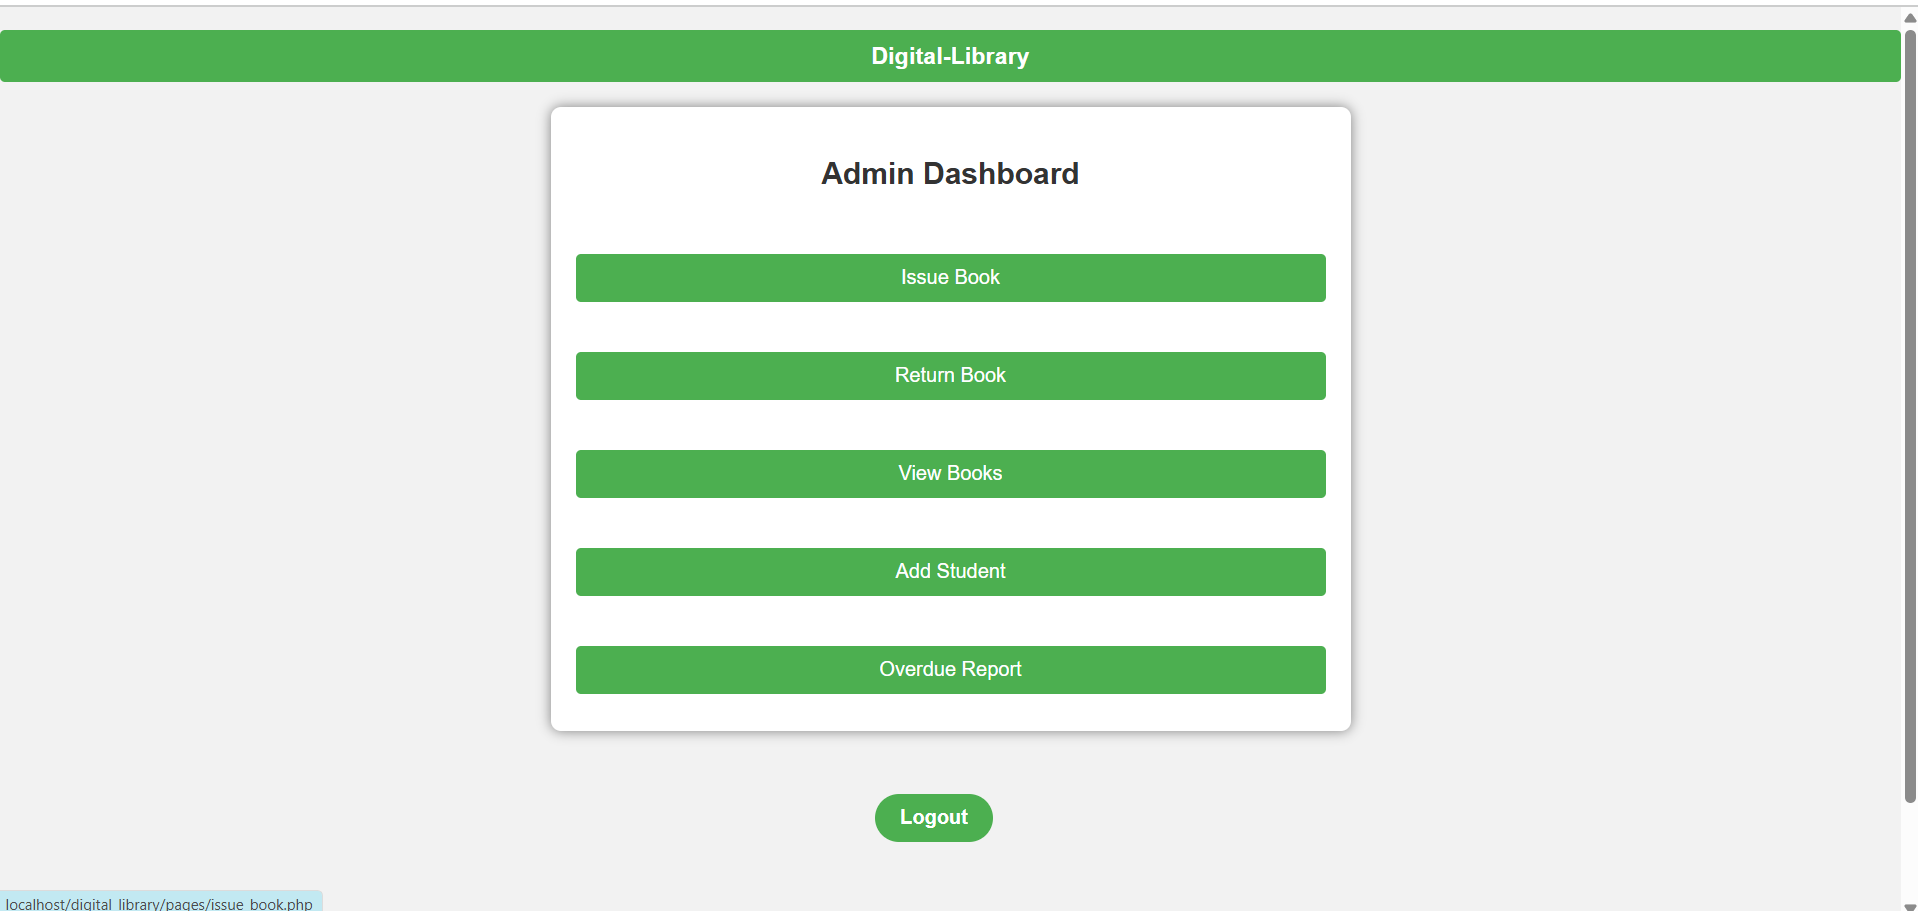 Digital-Library
Admin Dashboard
Issue Book
Return Book
View Books
Add Student
Overdue Report
Logout
localhost/digital_library/pages/issue_book.php